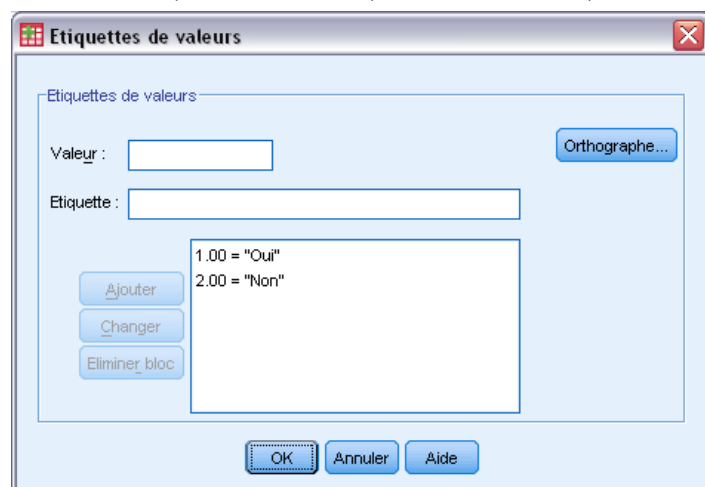 Etiquettes de valeurs
Etiquettes de valeurs
Valeur :
Orthographe...
Etiquette :
1.00 = "Oui"
2.00 = "Non"
Ajouter
Changer
Eliminer bloc
OK
Annuler
Aide